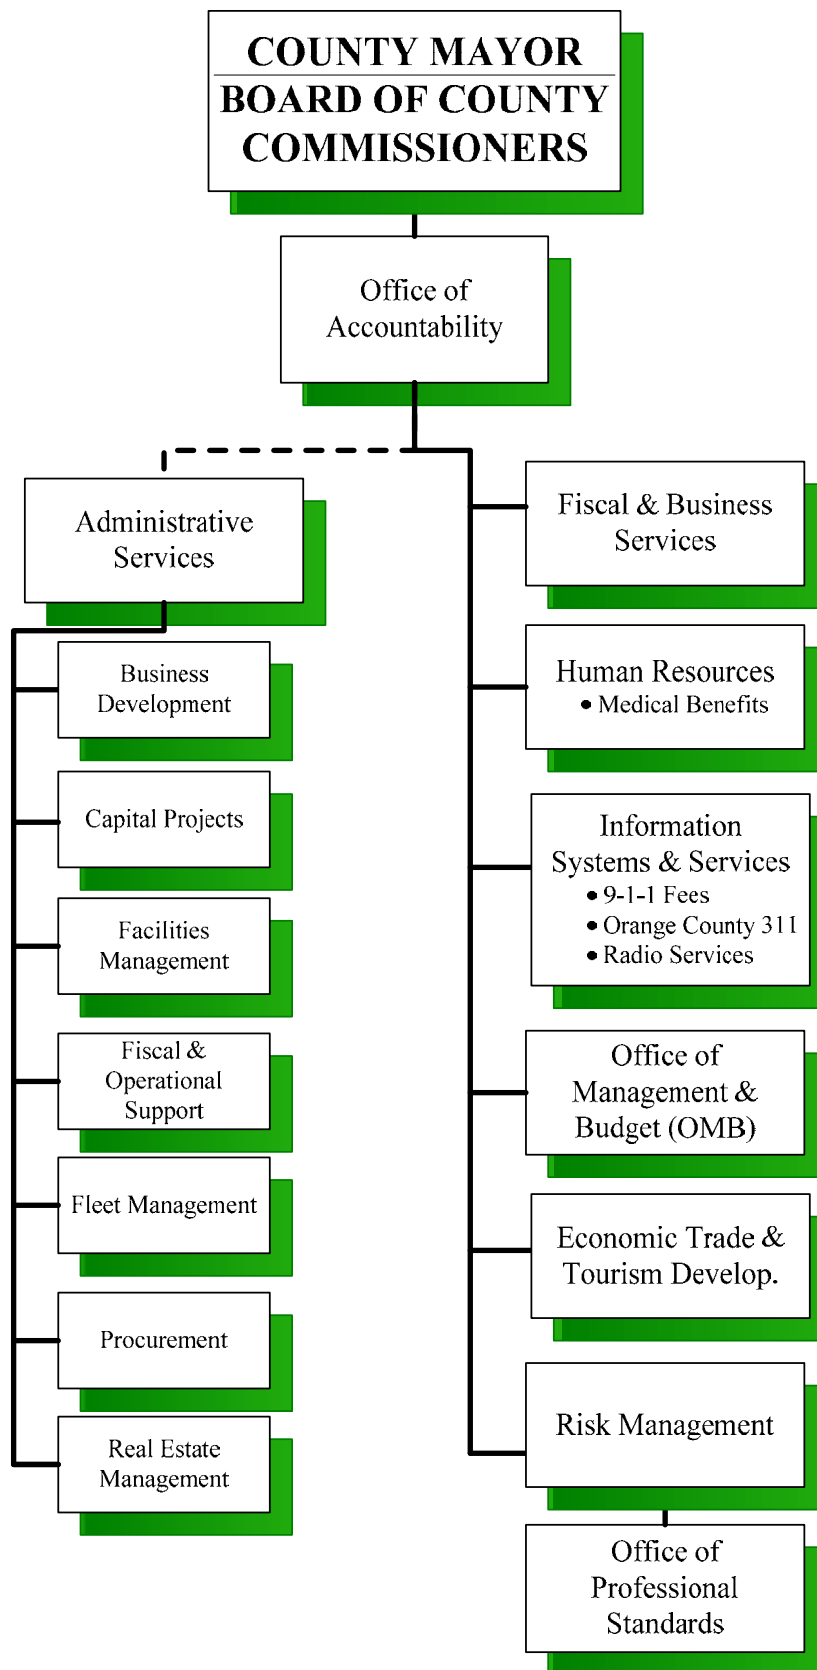 COUNTY MAYOR
BOARD OF COUNTY
COMMISSIONERS
Office of
Accountability
Administrative
Services
Business
Development
Capital Projects
Facilities
Management
Fiscal &
Operational
Support
Fleet Management
Procurement
Real Estate
Management
Fiscal & Business
Services
Human Resources
• Medical Benefits
Information
Systems & Services
• 9-1-1 Fees
• Orange County 311
• Radio Services
Office of
Management &
Budget (OMB)
Economic Trade &
Tourism Develop.
Risk Management
Office of
Professional
Standards